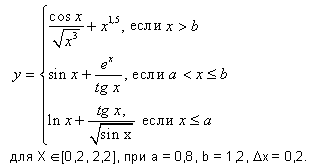 y = { cos x / √x³ + x^1,5, если x > b
sin x + e^x / tg x, если a < x ≤ b
ln x + tg x, / √sin x если x ≤ a
для X ∈[0,2, 2,2], при a = 0,8, b = 1,2, Δx = 0,2.